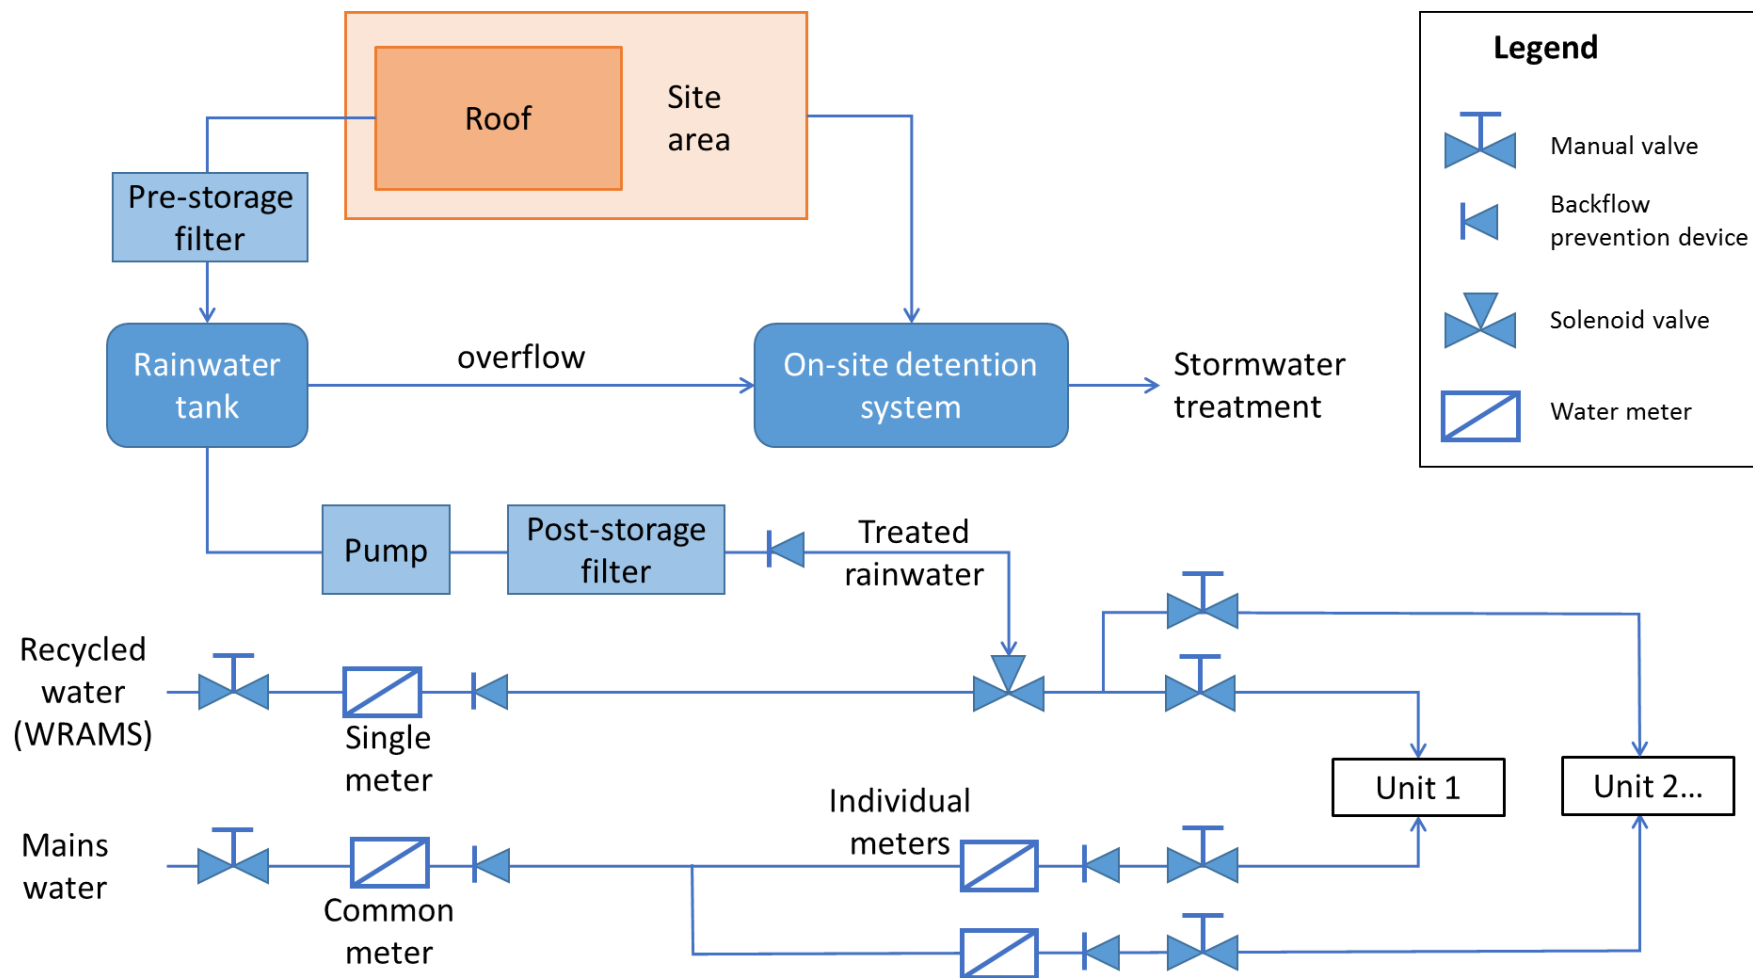 Roof
Site
area
Pre-storage
filter
Rainwater
tank
overflow
On-site detention
system
Stormwater
treatment
Pump
Post-storage
filter
Treated
rainwater
Recycled
water
(WRAMS)
Single
meter
Mains
water
Common
meter
Individual
meters
Unit 1
Unit 2...
Legend
Manual valve
Backflow
prevention device
Solenoid valve
Water meter